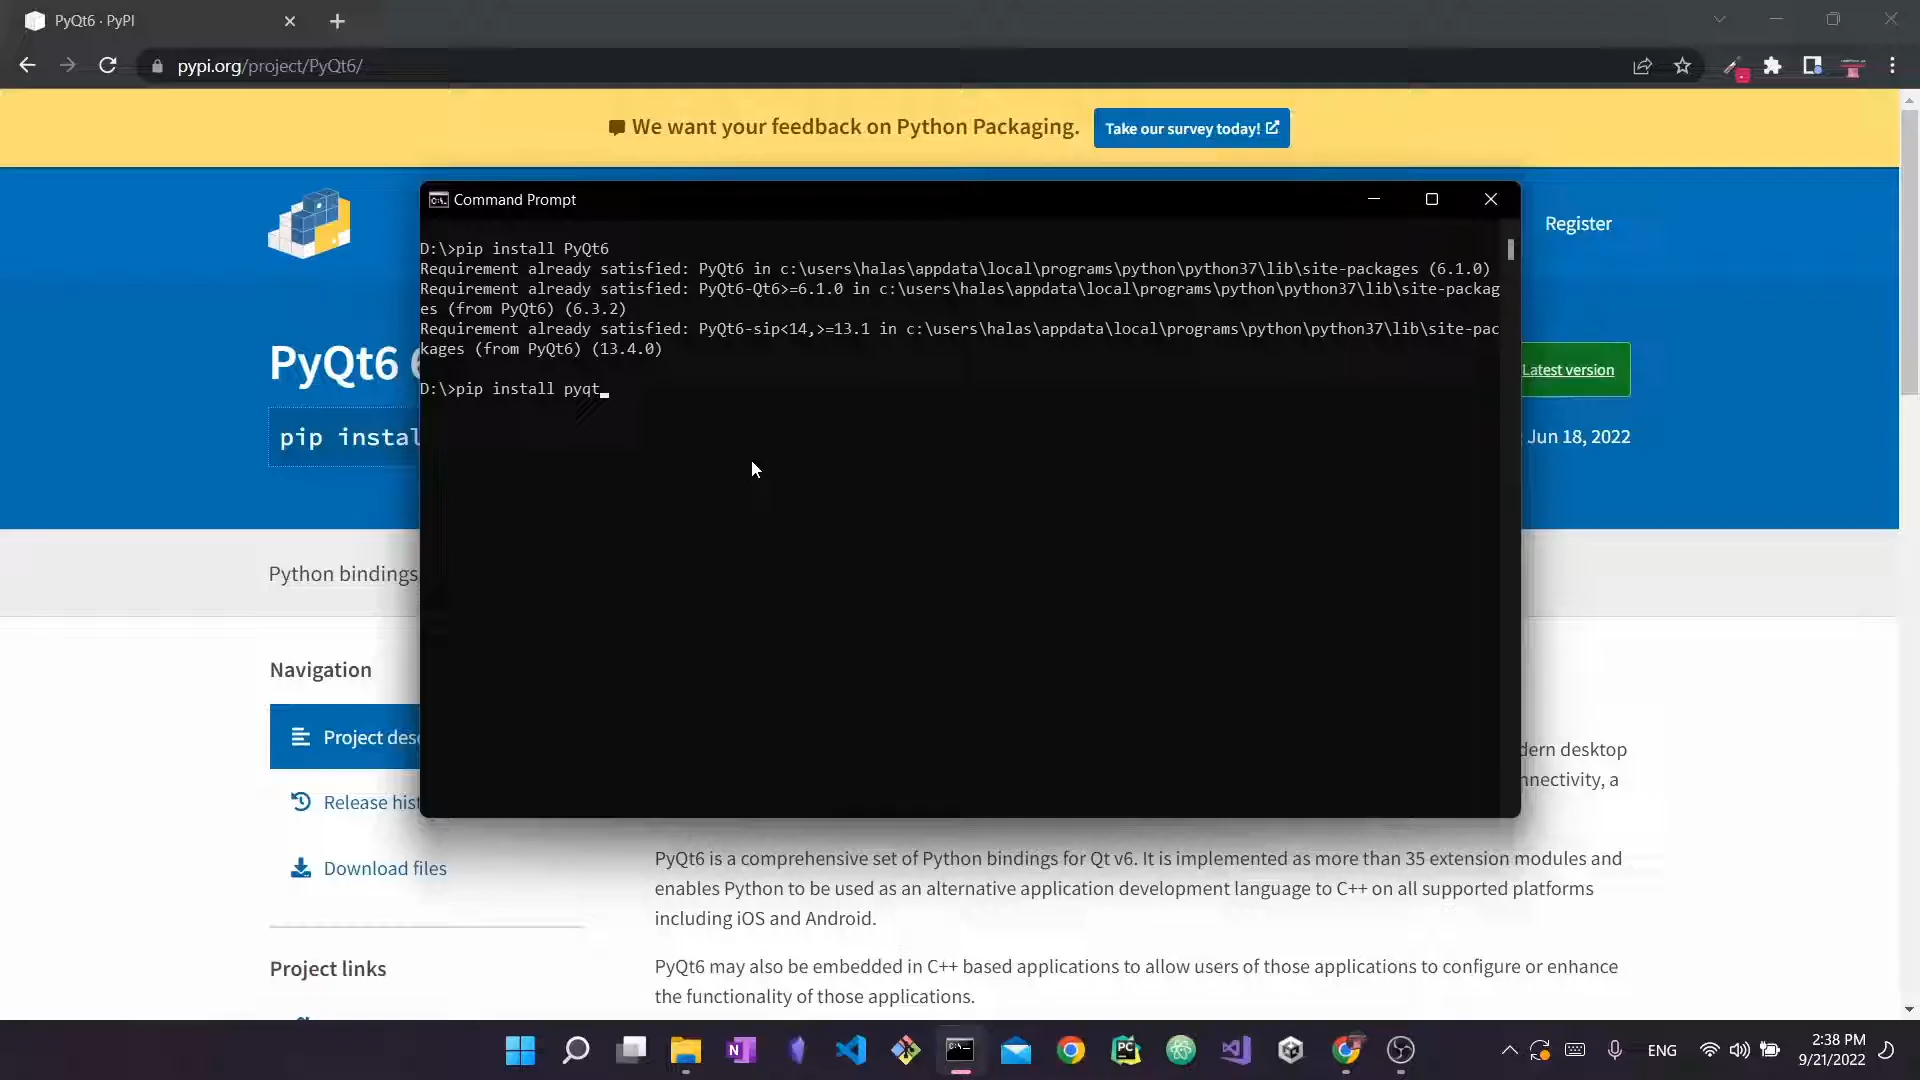 PyQt6 · PyPI
pypi.org/project/PyQt6/
We want your feedback on Python Packaging.
Take our survey today!
Register
Command Prompt
D:\>pip install PyQt6
Requirement already satisfied: PyQt6 in c:\users\halas\appdata\local\programs\python\python37\lib\site-packages (6.1.0)
Requirement already satisfied: PyQt6-Qt6>=6.1.0 in c:\users\halas\appdata\local\programs\python\python37\lib\site-packag
es (from PyQt6) (6.3.2)
Requirement already satisfied: PyQt6-sip<14,>=13.1 in c:\users\halas\appdata\local\programs\python\python37\lib\site-pac
kages (from PyQt6) (13.4.0)
D:\>pip install pyqt
PyQt6 6
Latest version
pip instal
Jun 18, 2022
Python bindings
Navigation
Project desc
dern desktop
nnectivity, a
Release hist
Download files
PyQt6 is a comprehensive set of Python bindings for Qt v6. It is implemented as more than 35 extension modules and
enables Python to be used as an alternative application development language to C++ on all supported platforms
including iOS and Android.
Project links
PyQt6 may also be embedded in C++ based applications to allow users of those applications to configure or enhance
the functionality of those applications.
ENG
2:38 PM
9/21/2022